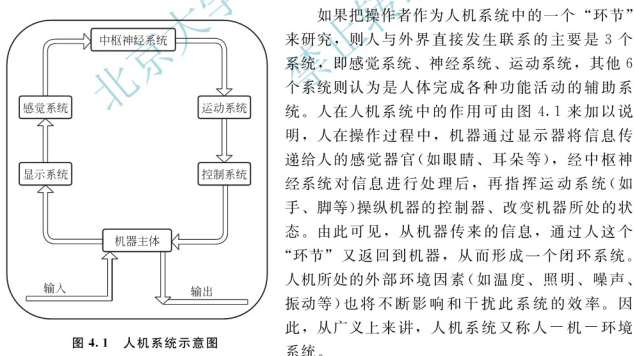 中枢神经系统
感觉系统
运动系统
显示系统
控制系统
机器主体
输入
输出
图 4.1 人机系统示意图
如果把操作者作为人机系统中的一个“环节”
来研究，则人与外界直接发生联系的主要是 3 个
系统，即感觉系统、神经系统、运动系统，其他 6
个系统则认为是人体完成各种功能活动的辅助系
统。人在人机系统中的作用可由图 4.1 来加以说
明，人在操作过程中，机器通过显示器将信息传
递给人的感觉器官(如眼睛、耳朵等)，经中枢神
经系统对信息进行处理后，再指挥运动系统(如
手、脚等)操纵机器的控制器、改变机器所处的状
态。由此可见，从机器传来的信息，通过人这个
“环节”又返回到机器，从而形成一个闭环系统。
人机所处的外部环境因素(如温度、照明、噪声、
振动等)也将不断影响和干扰此系统的效率。因
此，从广义上来讲，人机系统又称人－机－环境
系统。
北京大学
禁止转